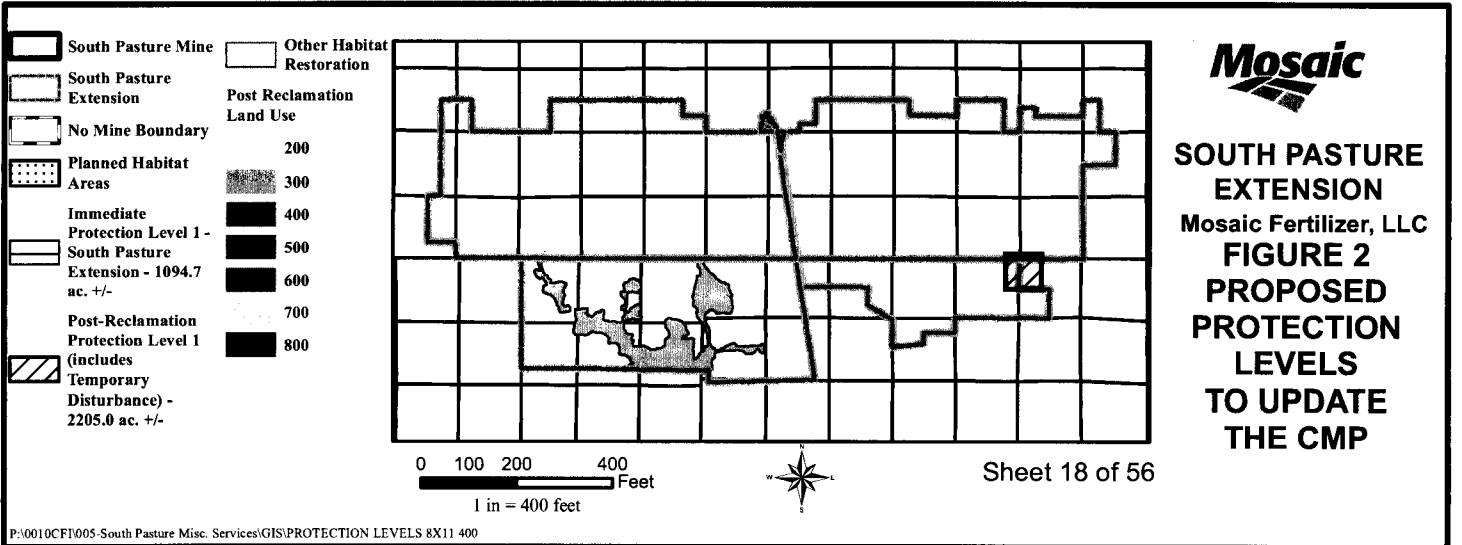 South Pasture Mine
South Pasture
Extension
No Mine Boundary
Planned Habitat
Areas
Immediate
Protection Level 1 -
South Pasture
Extension - 1094.7
ac. +/-
Post-Reclamation
Protection Level 1
(includes
Temporary
Disturbance) -
2205.0 ac. +/-
Other Habitat
Restoration
Post Reclamation
Land Use
200
300
400
500
600
700
800
0 100 200 400
Feet
1 in = 400 feet
N
W
L
S
Sheet 18 of 56
Mosaic
SOUTH PASTURE
EXTENSION
Mosaic Fertilizer, LLC
FIGURE 2
PROPOSED
PROTECTION
LEVELS
TO UPDATE
THE CMP
P:\0010CFI\005-South Pasture Misc. Services\GIS\PROTECTION LEVELS 8X11 400